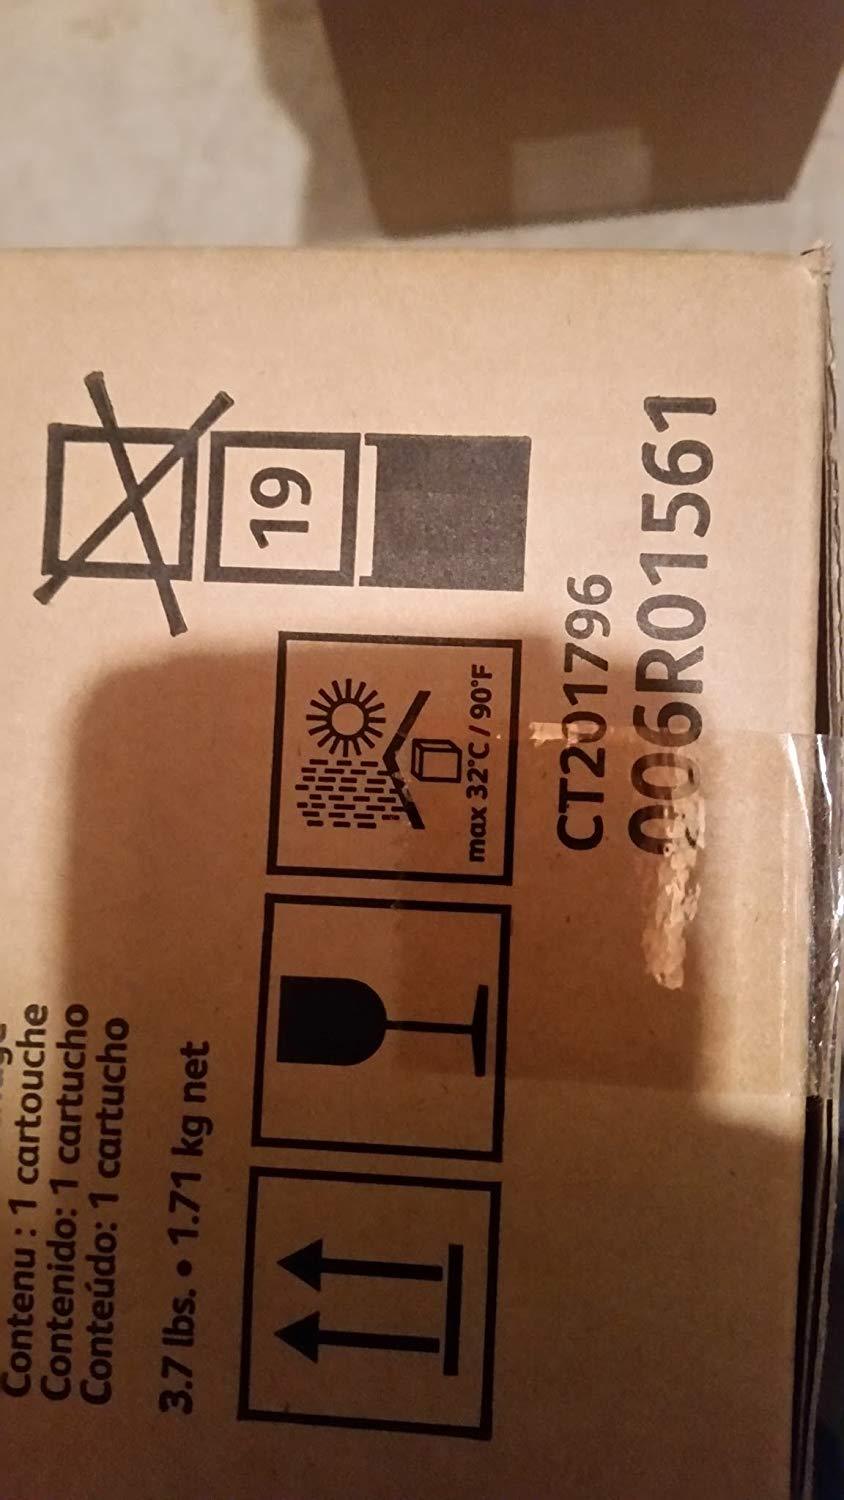 Contenu : 1 cartouche
Contenido: 1 cartucho
Conteúdo: 1 cartucho
3.7 lbs. • 1.71 kg net
max 32°C / 90°F
19
CT201796
006R01561